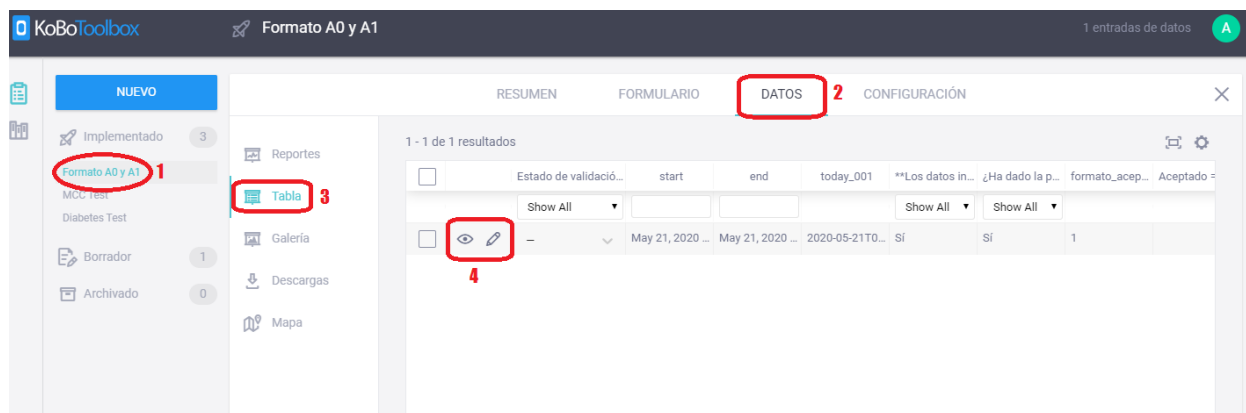 KoBoToolbox
Formato A0 y A1
1 entradas de datos
A
NUEVO
RESUMEN
FORMULARIO
DATOS
2
CONFIGURACIÓN
Implementado 3
Formato A0 y A1 1
MCC Test
Diabetes Test
Borrador 1
Archivado 0
Reportes
Tabla 3
Galería
Descargas
Mapa
1 - 1 de 1 resultados
Estado de validació... start end today_001 **Los datos in... ¿Ha dado la p... formato_acep... Aceptado =
Show All Show All Show All
– May 21, 2020 ... May 21, 2020 ... 2020-05-21T0... Sí Sí 1
4